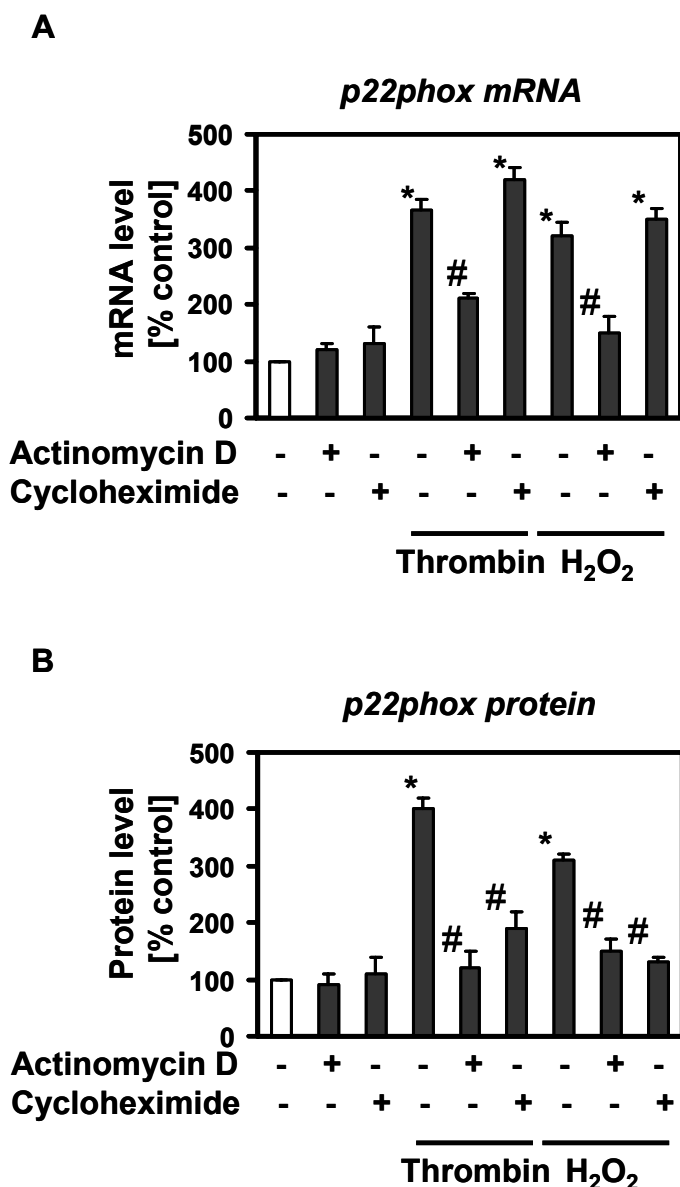 A
p22phox mRNA
500
400
300
200
100
0
mRNA level
[% control]
* # * * # *
Actinomycin D - + - - + - - + -
Cycloheximide - - + - - + - - +
Thrombin H₂O₂
B
p22phox protein
500
400
300
200
100
0
Protein level
[% control]
* # # * # #
Actinomycin D - + - - + - - + -
Cycloheximide - - + - - + - - +
Thrombin H₂O₂